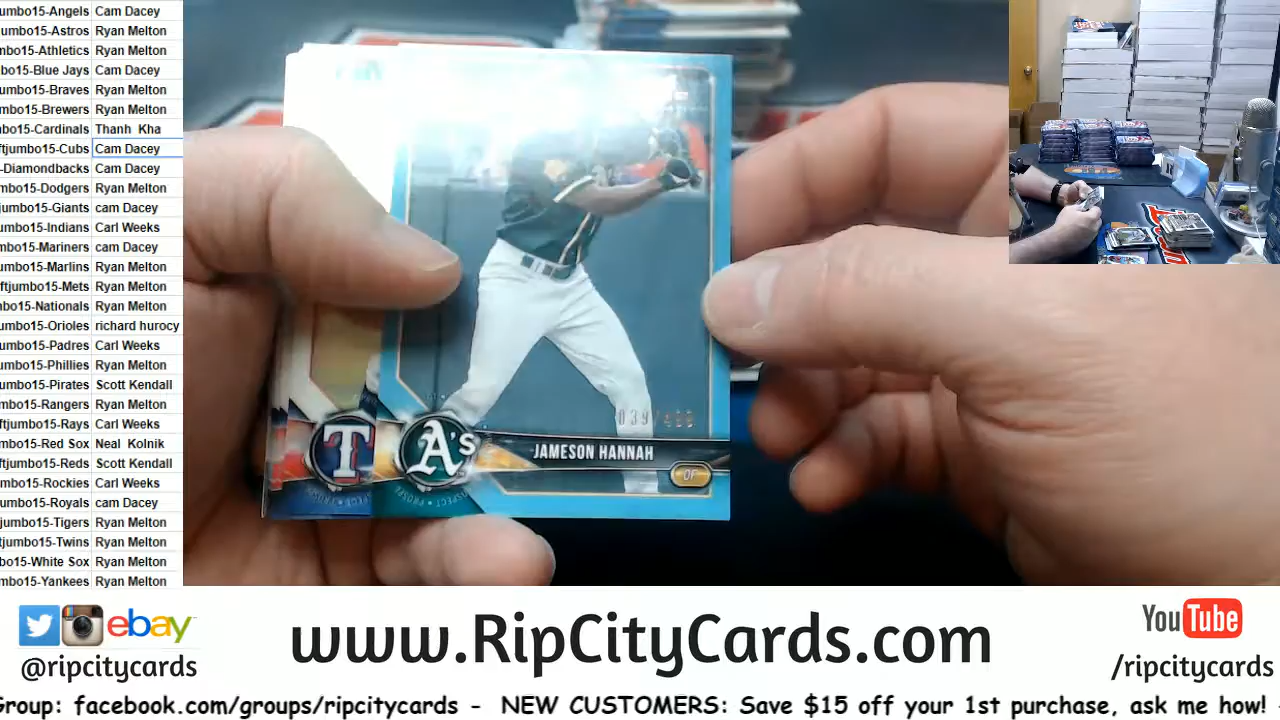 umbo15-Angels Cam Dacey
jumbo15-Astros Ryan Melton
mbo15-Athletics Ryan Melton
bo15-Blue Jays Cam Dacey
umbo15-Braves Ryan Melton
mbo15-Brewers Ryan Melton
nbo15-Cardinals Thanh Kha
ftjumbo15-Cubs Cam Dacey
-Diamondbacks Cam Dacey
mbo15-Dodgers Ryan Melton
jumbo15-Giants cam Dacey
umbo15-Indians Carl Weeks
mbo15-Mariners cam Dacey
umbo15-Marlins Ryan Melton
ftjumbo15-Mets Ryan Melton
nbo15-Nationals Ryan Melton
umbo15-Orioles richard hurocy
umbo15-Padres Carl Weeks
umbo15-Phillies Ryan Melton
umbo15-Pirates Scott Kendall
mbo15-Rangers Ryan Melton
ftjumbo15-Rays Carl Weeks
mbo15-Red Sox Neal Kolnik
ftjumbo15-Reds Scott Kendall
mbo15-Rockies Carl Weeks
umbo15-Royals cam Dacey
jumbo15-Tigers Ryan Melton
tjumbo15-Twins Ryan Melton
bo15-White Sox Ryan Melton
mbo15-Yankees Ryan Melton
T
A's
JAMESON HANNAH
OF
ebay
@ripcitycards
www.RipCityCards.com
YouTube
/ripcitycards
Group: facebook.com/groups/ripcitycards - NEW CUSTOMERS: Save $15 off your 1st purchase, ask me how! -